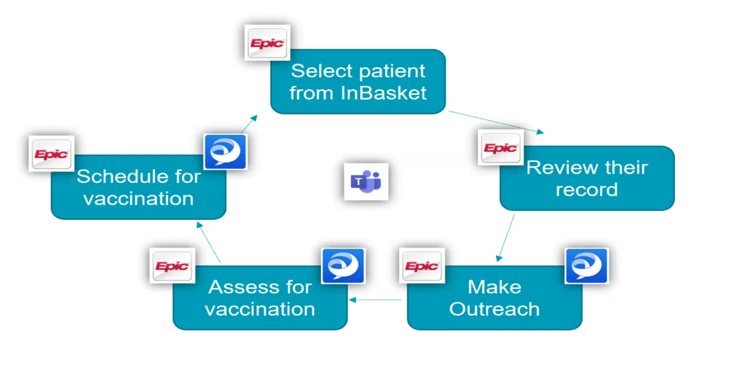 Epic
Select patient
from InBasket
Epic
Review their
record
Epic
Make
Outreach
Epic
Assess for
vaccination
Epic
Schedule for
vaccination
T